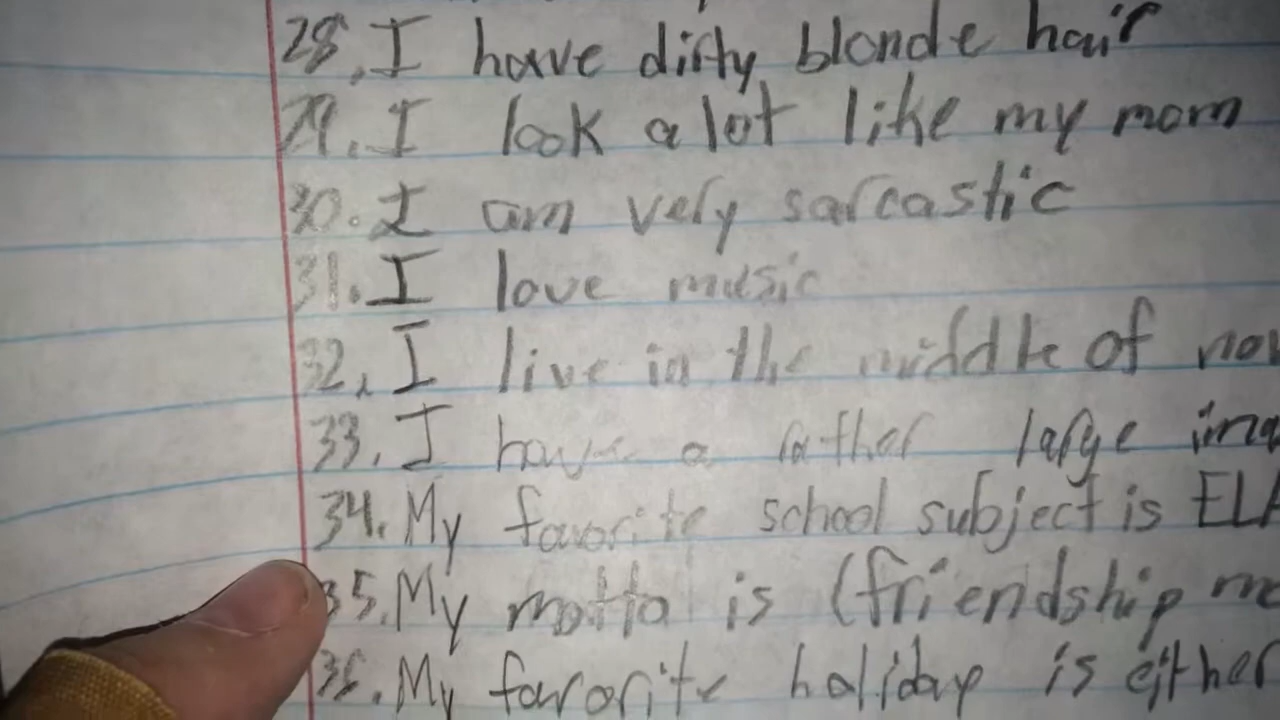 28. I have dirty blonde hair
29. I look a lot like my mom
30. I am very sarcastic
31. I love music
32. I live in the middle of
33. I have a rather large
34. My favorite school subject is ELA
35. My motto is (friendship
36. My favorite holiday is either